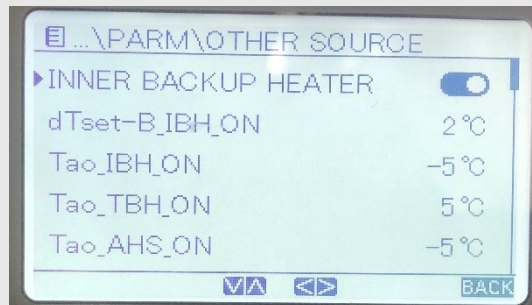 ...\PARM\OTHER SOURCE
INNER BACKUP HEATER
dTset-B_IBH_ON 2°C
Tao_IBH_ON -5°C
Tao_TBH_ON 5°C
Tao_AHS_ON -5°C
BACK